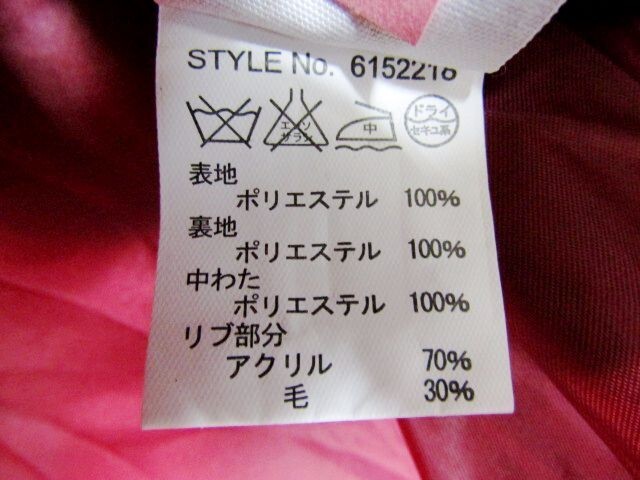 STYLE No. 6152218
エンソ
サラシ
中
ドライ
セキユ系
表地
ポリエステル 100%
裏地
ポリエステル 100%
中わた
ポリエステル 100%
リブ部分
アクリル 70%
毛 30%